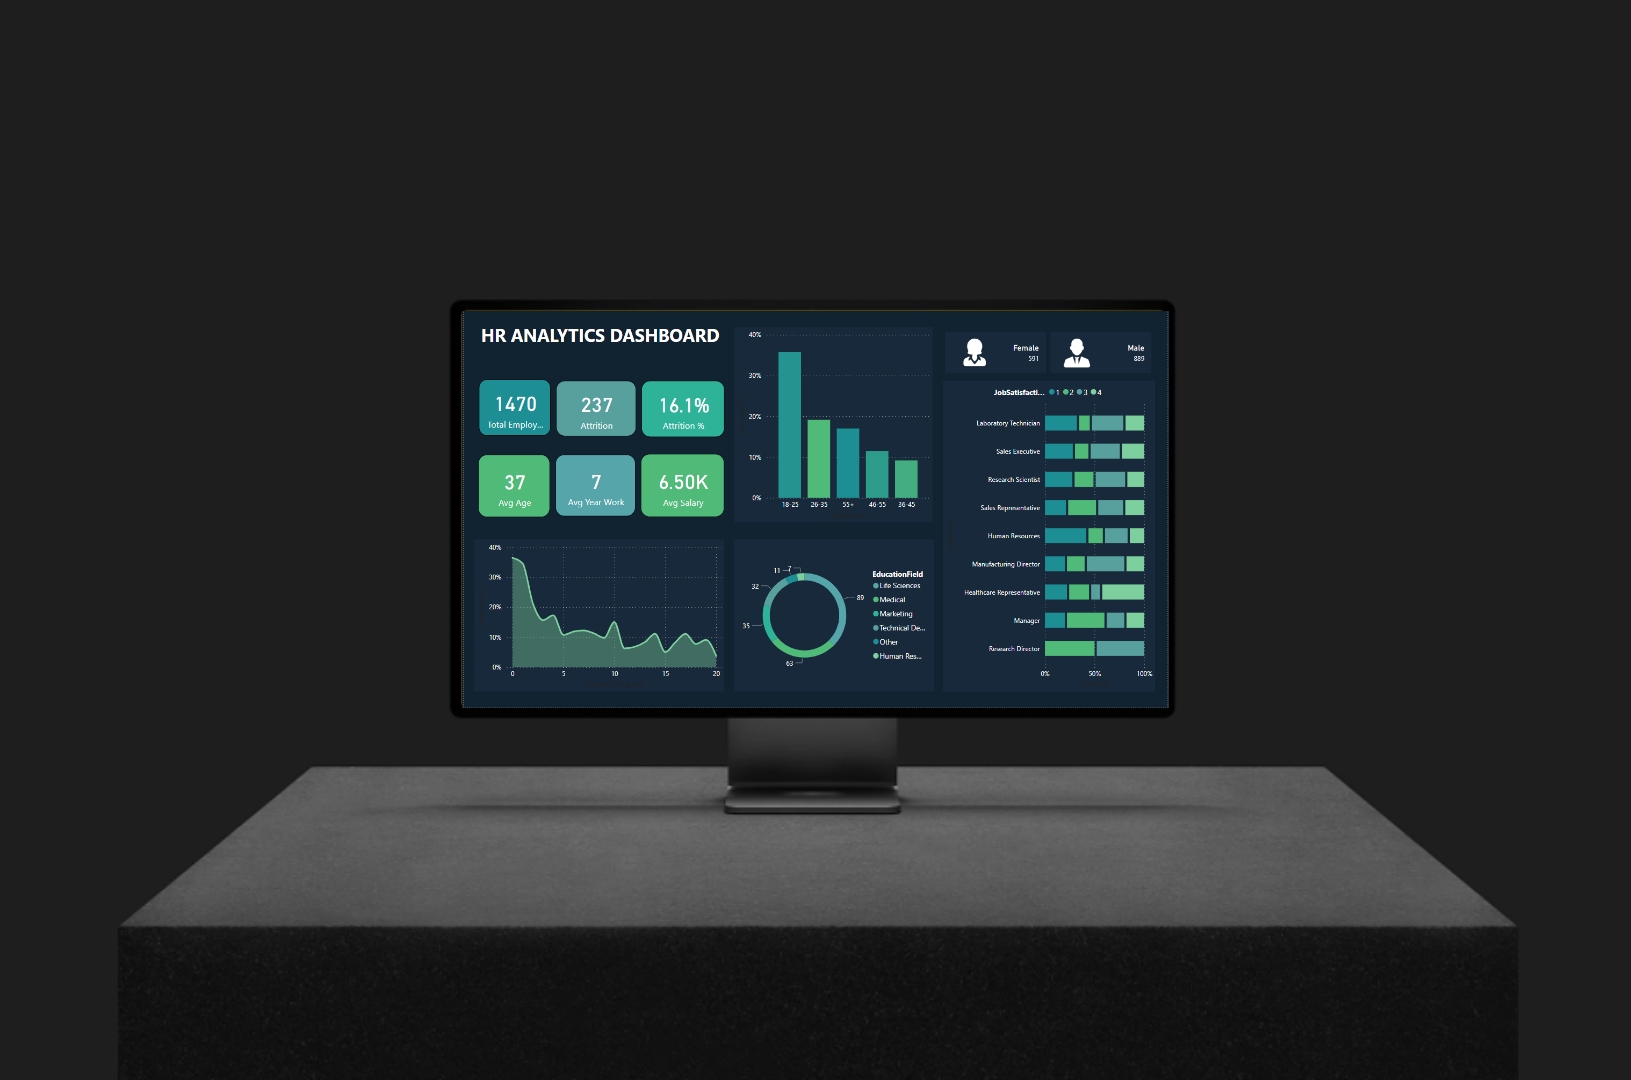 HR ANALYTICS DASHBOARD
1470
Total Employ...
237
Attrition
16.1%
Attrition %
37
Avg Age
7
Avg Year Work
6.50K
Avg Salary
40%
30%
20%
10%
0%
18-25 26-35 55+ 46-55 36-45
Female
591
Male
889
JobSatisfacti... 1 2 3 4
Laboratory Technician
Sales Executive
Research Scientist
Sales Representative
Human Resources
Manufacturing Director
Healthcare Representative
Manager
Research Director
0% 50% 100%
40%
30%
20%
10%
0%
0 5 10 15 20
11 7
32
89
35
63
EducationField
Life Sciences
Medical
Marketing
Technical De...
Other
Human Res...